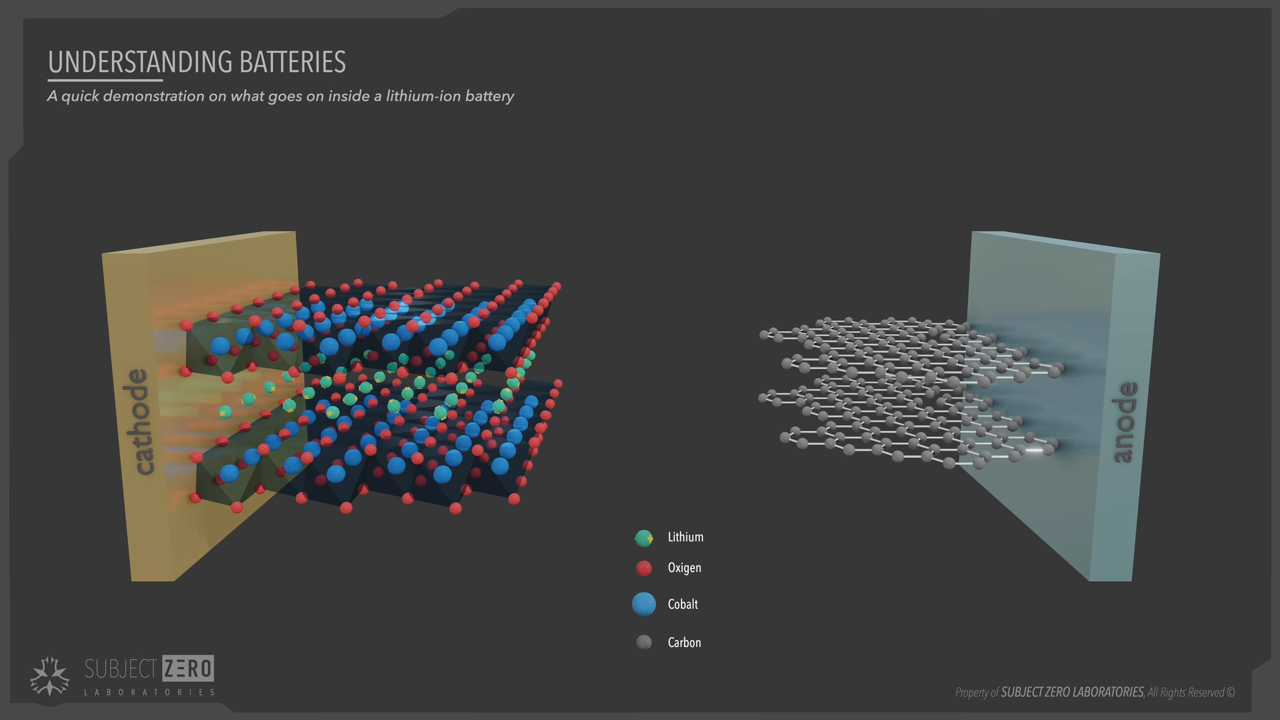 UNDERSTANDING BATTERIES
A quick demonstration on what goes on inside a lithium-ion battery
cathode
anode
Lithium
Oxigen
Cobalt
Carbon
SUBJECT ZERO
LABORATORIES
Property of SUBJECT ZERO LABORATORIES, All Rights Reserved ©